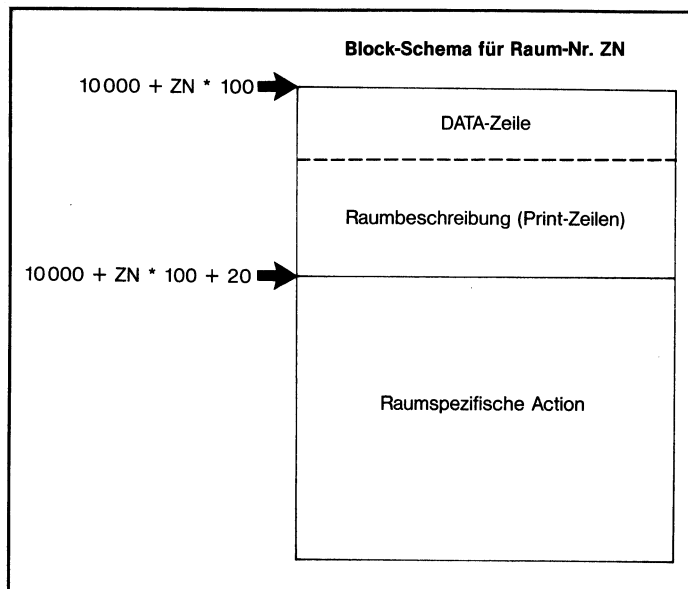 Block-Schema für Raum-Nr. ZN
10000 + ZN * 100
DATA-Zeile
Raumbeschreibung (Print-Zeilen)
10000 + ZN * 100 + 20
Raumspezifische Action